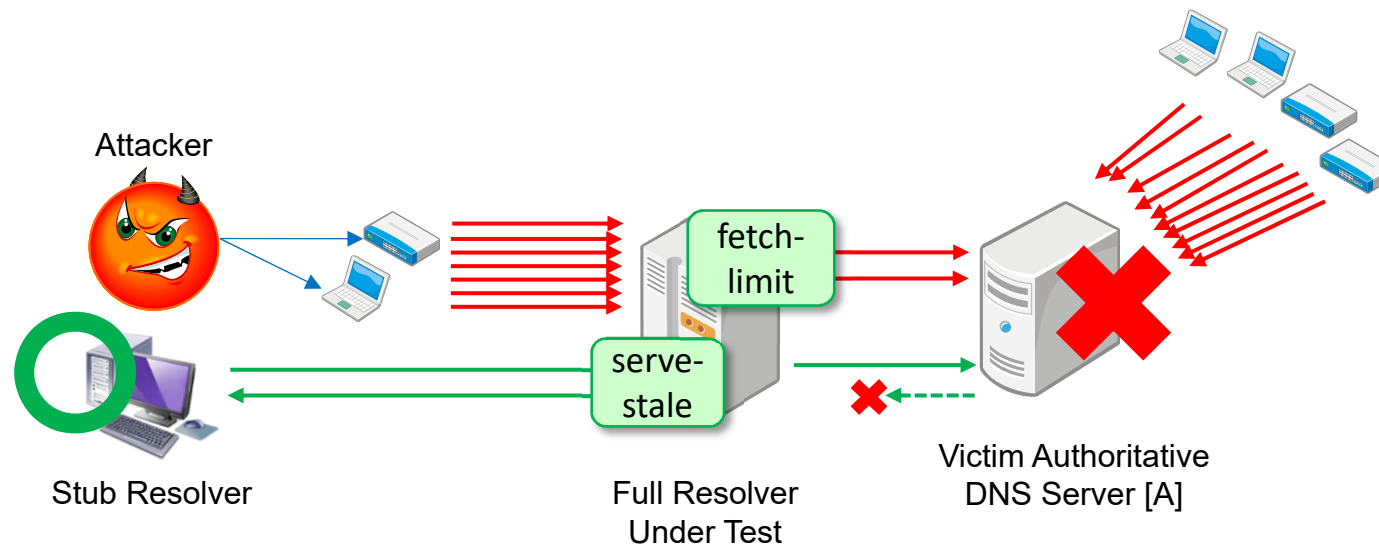 Attacker
fetch-
limit
serve-
stale
Stub Resolver
Full Resolver
Under Test
Victim Authoritative
DNS Server [A]